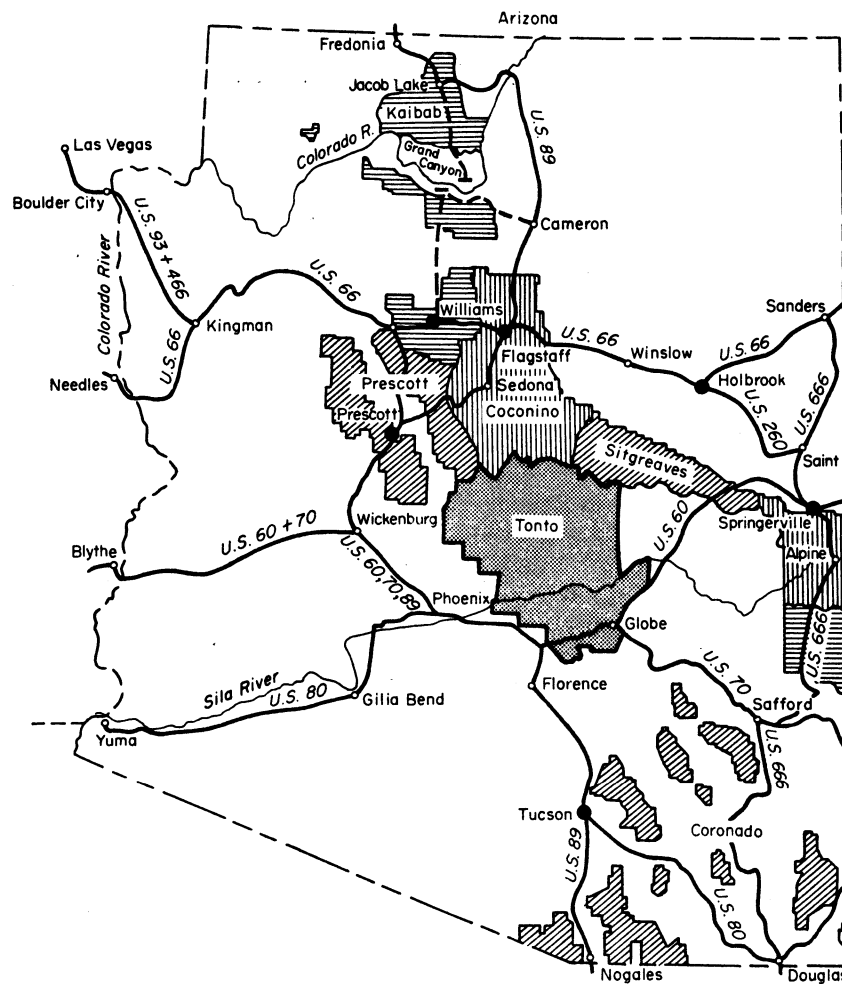 Arizona
Fredonia
Jacob Lake
Kaibab
Colorado R.
Grand
Canyon
U.S. 89
Las Vegas
Boulder City
Cameron
U.S. 93 + 466
Colorado River
U.S. 66
Williams
Sanders
Kingman
U.S. 66
U.S. 66
Flagstaff
Winslow
U.S. 66
Holbrook
Needles
Prescott
Sedona
Coconino
U.S. 260
U.S. 666
Prescott
Sitgreaves
Saint
Wickenburg
Tonto
U.S. 60
Springerville
U.S. 60 + 70
Blythe
Alpine
U.S. 60,70,89
Phoenix
Globe
U.S. 666
U.S. 70
Sila River
U.S. 80
Gilia Bend
Florence
Safford
Yuma
U.S. 666
Tucson
Coronado
U.S. 89
U.S. 80
Nogales
Douglas